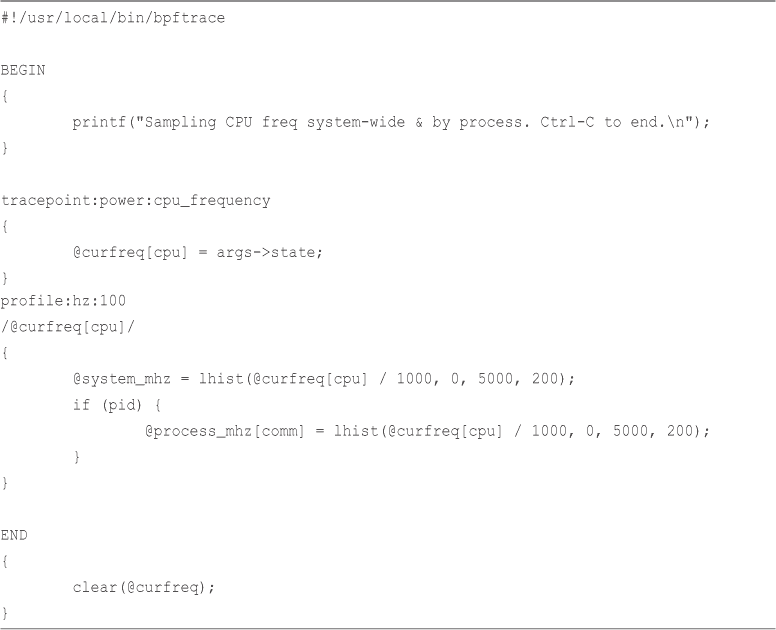 #!/usr/local/bin/bpftrace
BEGIN
{
        printf("Sampling CPU freq system-wide & by process. Ctrl-C to end.\n");
}
tracepoint:power:cpu_frequency
{
        @curfreq[cpu] = args->state;
}
profile:hz:100
/@curfreq[cpu]/
{
        @system_mhz = lhist(@curfreq[cpu] / 1000, 0, 5000, 200);
        if (pid) {
                @process_mhz[comm] = lhist(@curfreq[cpu] / 1000, 0, 5000, 200);
        }
}
END
{
        clear(@curfreq);
}